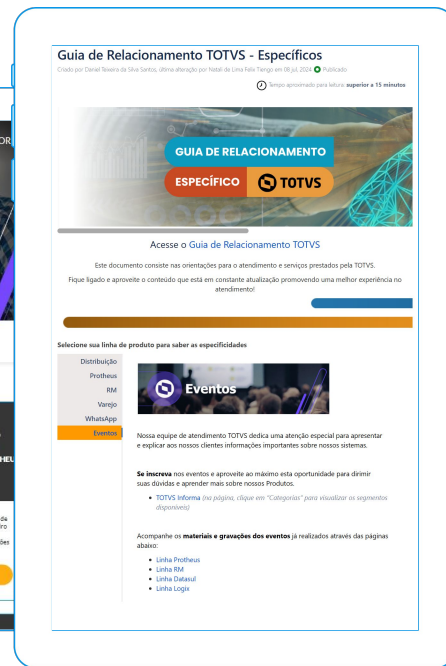 Guia de Relacionamento TOTVS - Específicos
Criado por Daniel Teixeira da Silva Santos, última alteração por Natali de Lima Felix Tiengo em 08 jul, 2024 Publicado
Tempo aproximado para leitura: superior a 15 minutos
GUIA DE RELACIONAMENTO
ESPECÍFICO TOTVS
Acesse o Guia de Relacionamento TOTVS
Este documento consiste nas orientações para o atendimento e serviços prestados pela TOTVS.
Fique ligado e aproveite o conteúdo que está em constante atualização promovendo uma melhor experiência no
atendimento!
Selecione sua linha de produto para saber as especificidades
Distribuição
Protheus
RM
Varejo
WhatsApp
Eventos
Eventos
Nossa equipe de atendimento TOTVS dedica uma atenção especial para apresentar
e explicar aos nossos clientes informações importantes sobre nossos sistemas.
Se inscreva nos eventos e aproveite ao máximo esta oportunidade para dirimir
suas dúvidas e aprender mais sobre nossos Produtos.
• TOTVS Informa (na página, clique em "Categorias" para visualizar os segmentos
disponíveis)
Acompanhe os materiais e gravações dos eventos já realizados através das páginas
abaixo:
• Linha Protheus
• Linha RM
• Linha Datasul
• Linha Logix